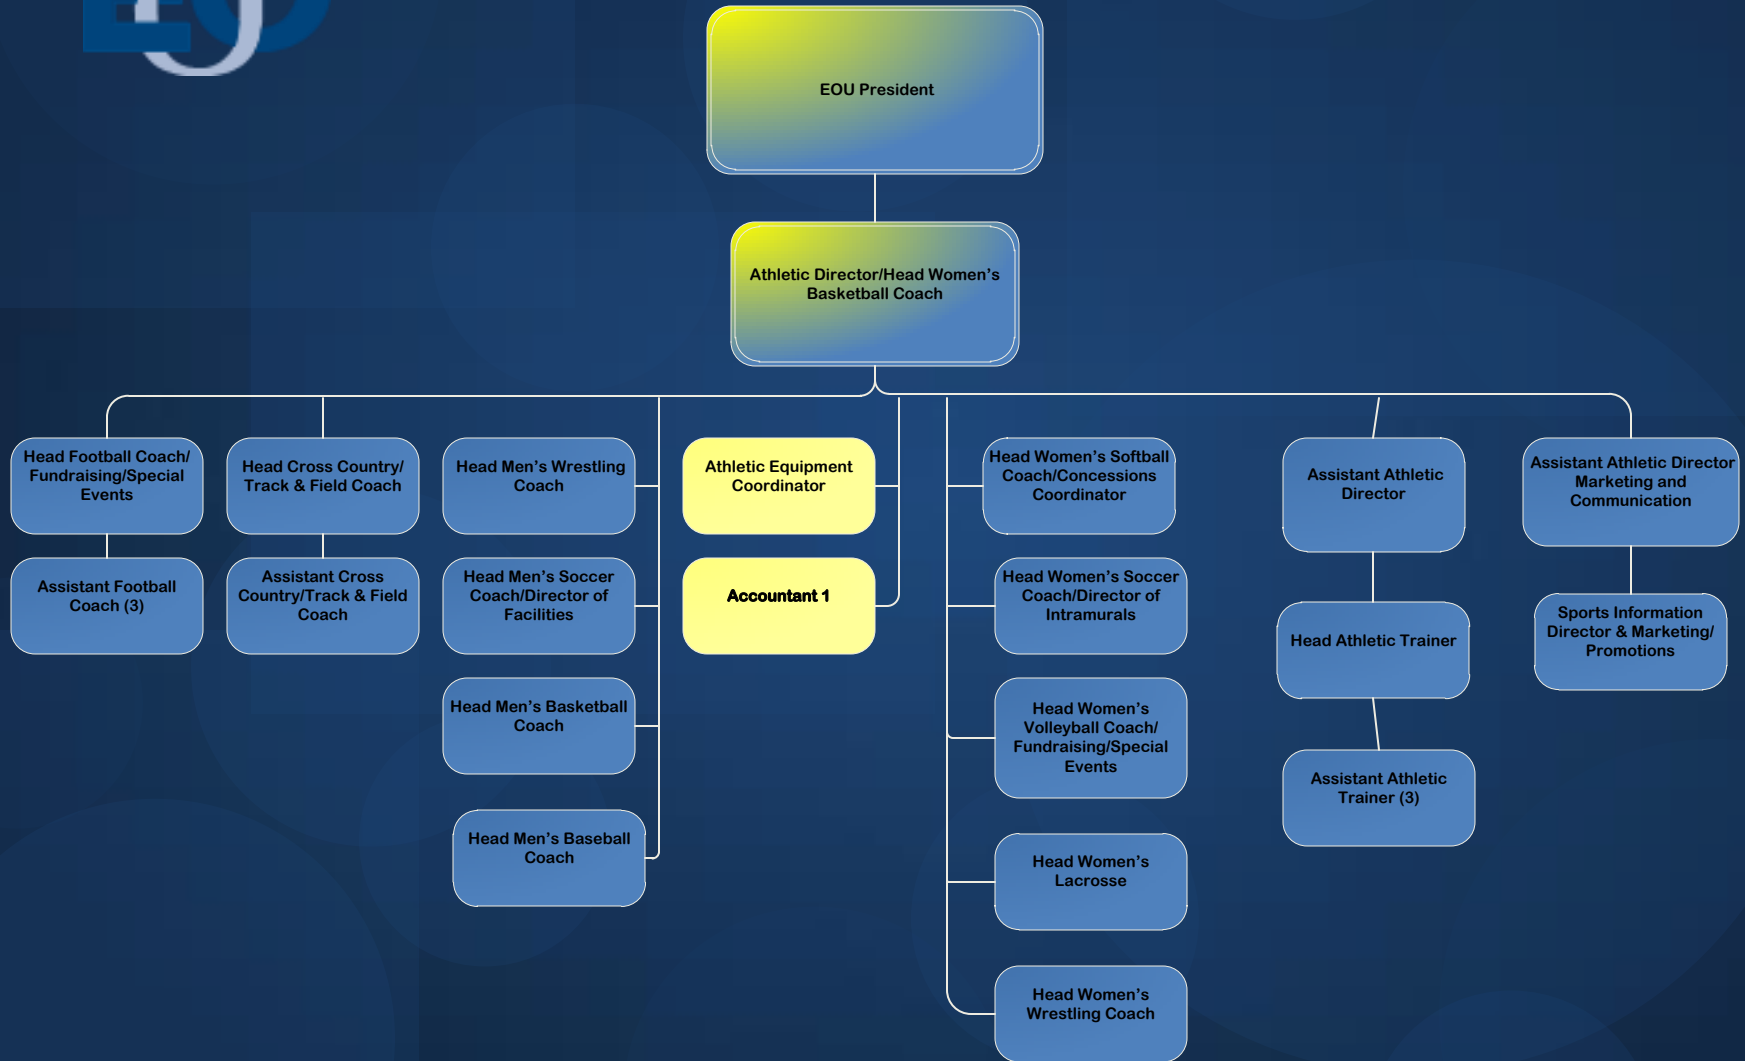 EOU President
Athletic Director/Head Women’s
Basketball Coach
Head Football Coach/
Fundraising/Special
Events
Assistant Football
Coach (3)
Head Cross Country/
Track & Field Coach
Assistant Cross
Country/Track & Field
Coach
Head Men’s Wrestling
Coach
Head Men’s Soccer
Coach/Director of
Facilities
Head Men’s Basketball
Coach
Head Men’s Baseball
Coach
Athletic Equipment
Coordinator
Accountant 1
Head Women’s Softball
Coach/Concessions
Coordinator
Head Women’s Soccer
Coach/Director of
Intramurals
Head Women’s
Volleyball Coach/
Fundraising/Special
Events
Head Women’s
Lacrosse
Head Women’s
Wrestling Coach
Assistant Athletic
Director
Head Athletic Trainer
Assistant Athletic
Trainer (3)
Assistant Athletic Director
Marketing and
Communication
Sports Information
Director & Marketing/
Promotions